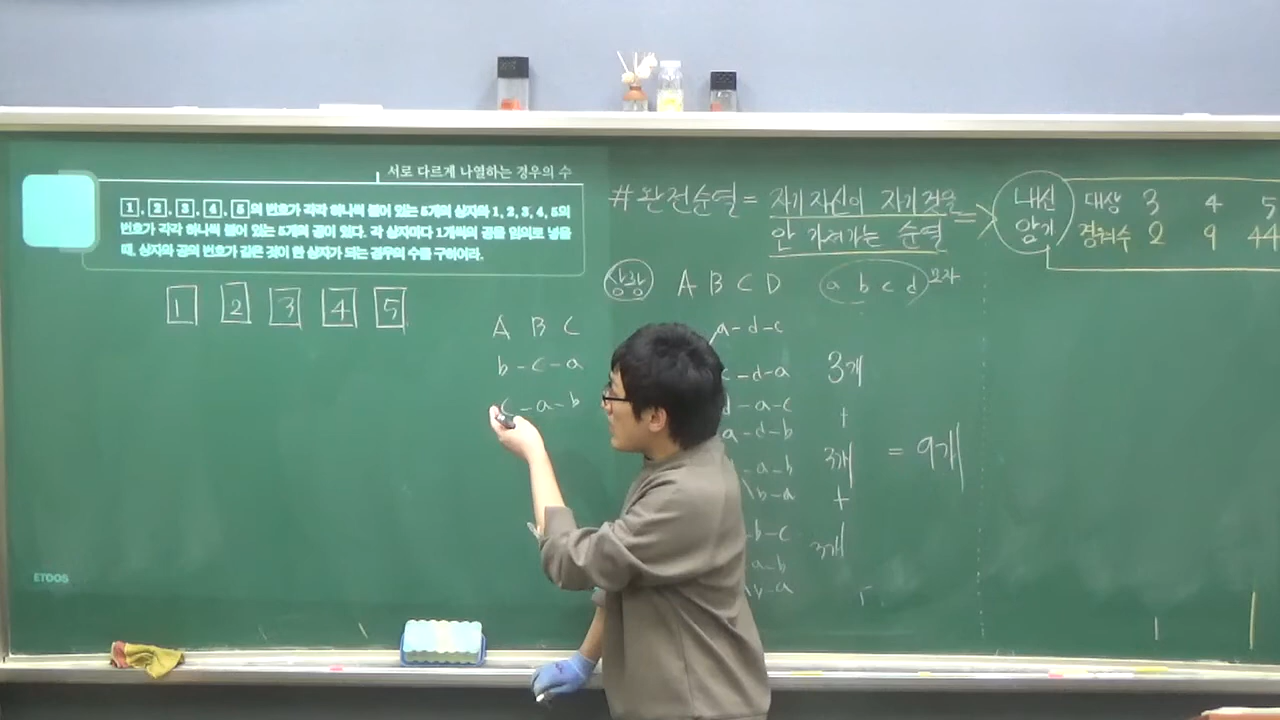 서로 다르게 나열하는 경우의 수
1, 2, 3, 4, 5의 번호가 각각 하나씩 붙어 있는 5개의 상자와 1, 2, 3, 4, 5의
번호가 각각 하나씩 붙어 있는 5개의 공이 있다. 각 상자마다 1개씩의 공을 임의로 넣을
때, 상자와 공의 번호가 같은 것이 한 상자가 되는 경우의 수를 구하여라.
1 2 3 4 5
A B C
b-c-a
c-a-b
ETOOS
#완전순열 = 자기 자신이 자기 것을
안 가져가는 순열
=> 내신 암기
대상 3 4 5
경우수 2 9 44
상황 A B C D a b c d 모자
a-d-c
c-d-a 3개
d-a-c +
a-d-b
-a-b 3개 = 9개
b-a +
-b-c
a-b 3개
-a